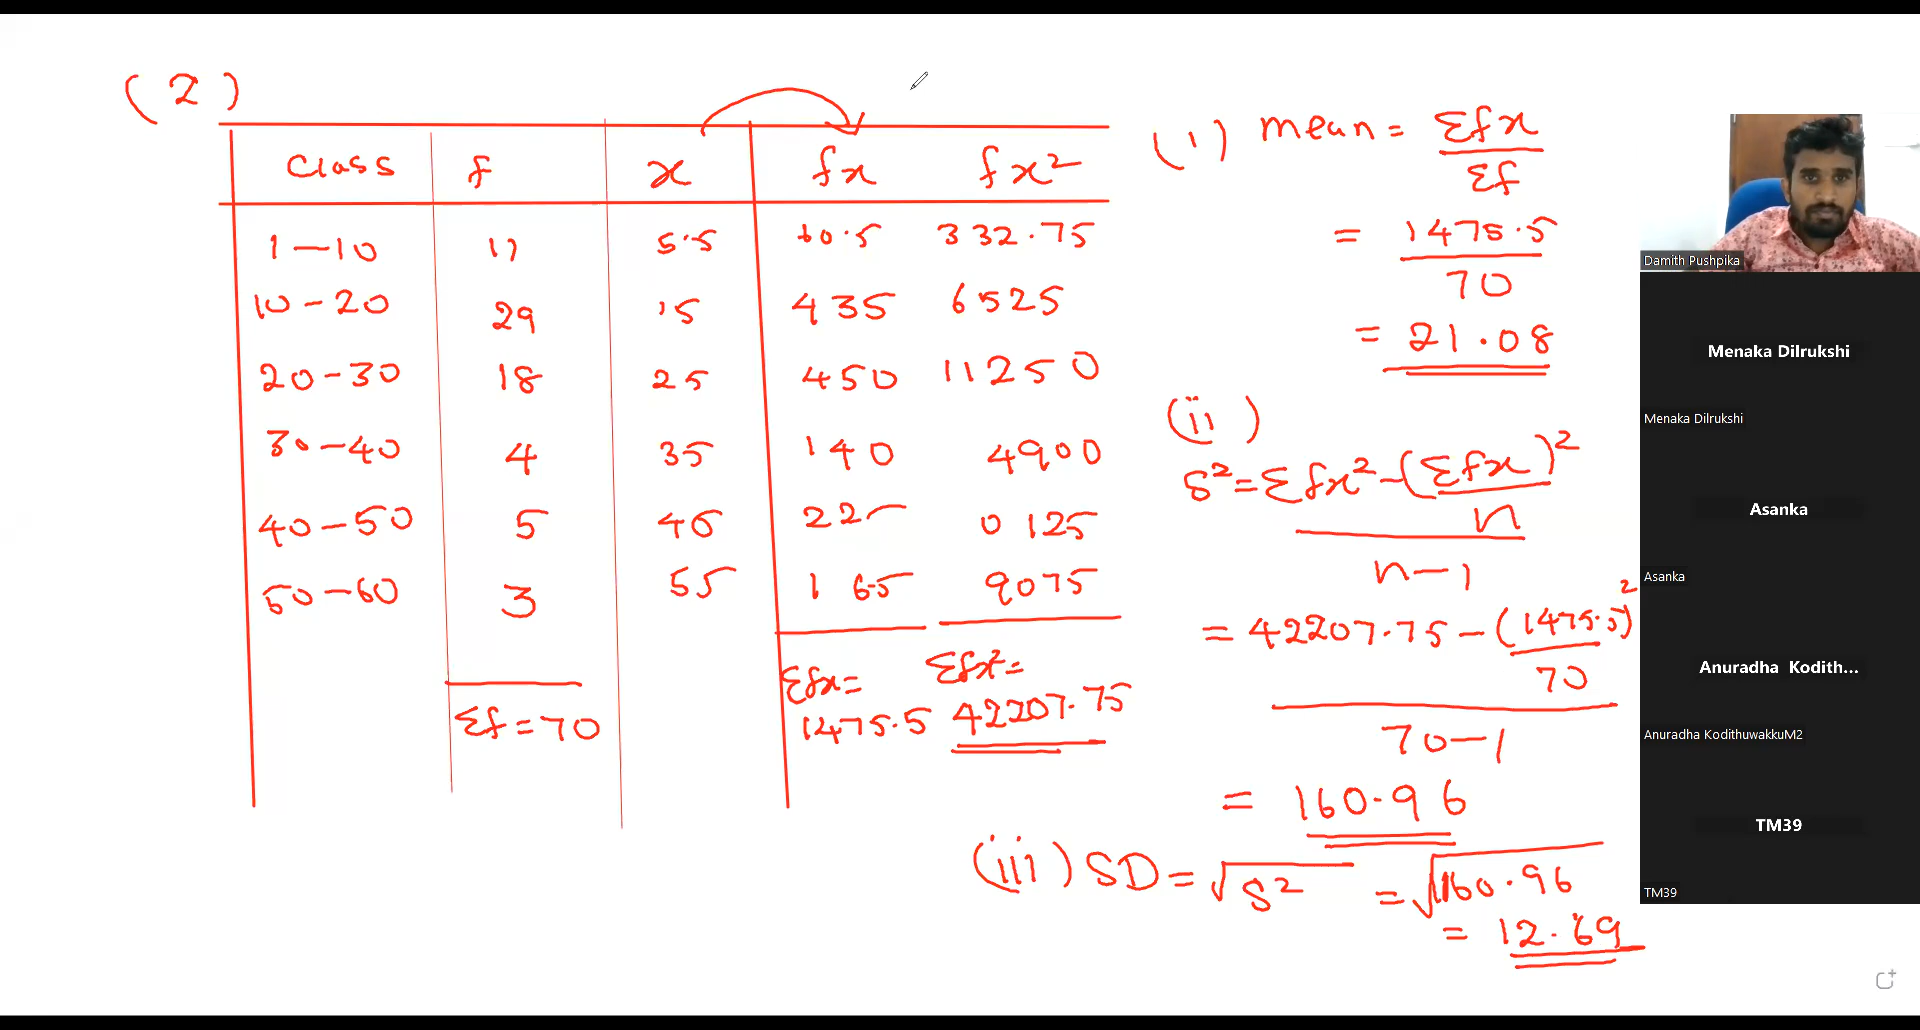 (2)
Class f x fx fx²
1-10 11 5.5 60.5 332.75
10-20 29 15 435 6525
20-30 18 25 450 11250
30-40 4 35 140 4900
40-50 5 45 225 0125
50-60 3 55 165 9075
Σf=70
Σfx=
1475.5
Σfx²=
42207.75
(i) mean = Σfx
Σf
= 1475.5
70
= 21.08
(ii)
s²=Σfx²-(Σfx)²
n
n-1
= 42207.75-(1475.5)²
70
70-1
= 160.96
(iii) SD = √s² = √160.96
= 12.69
Damith Pushpika
Menaka Dilrukshi
Menaka Dilrukshi
Asanka
Asanka
Anuradha Kodith...
Anuradha KodithuwakkuM2
TM39
TM39